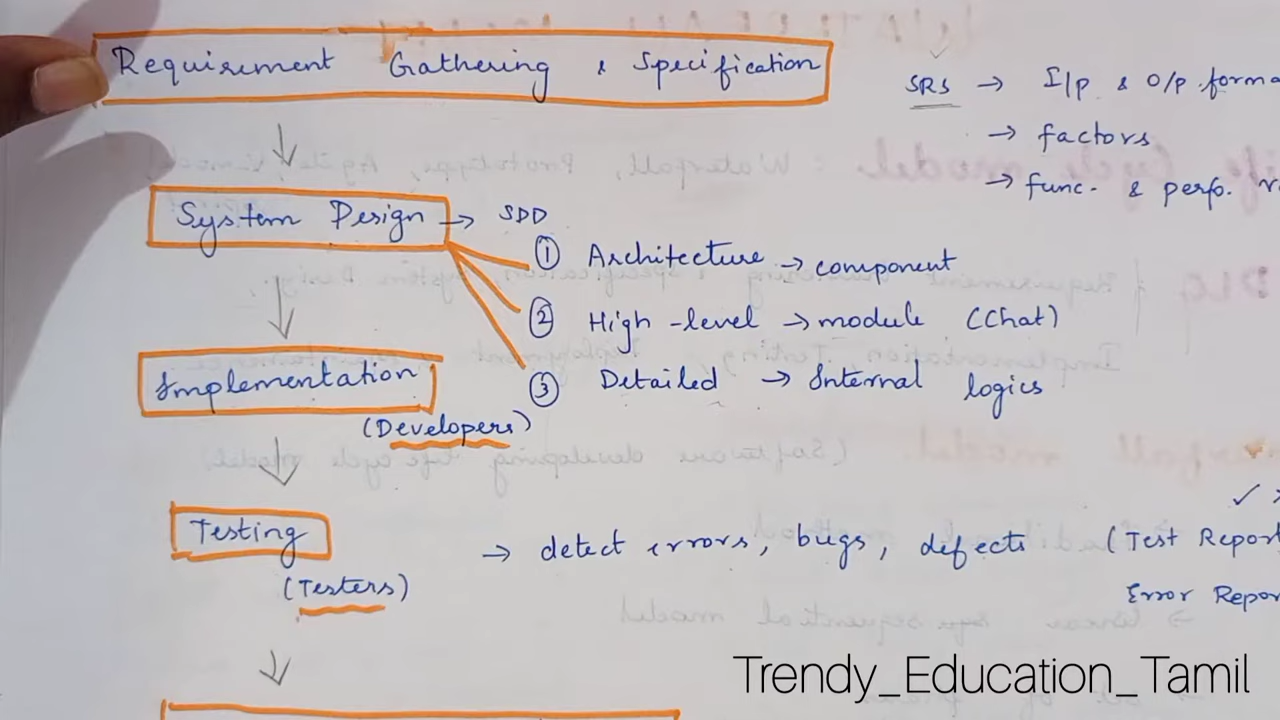 Requirement Gathering & Specification
SRS → I/p & O/p forma
→ factors
→ func. & perfo.
System Design → SDD
① Architecture → component
② High-level → module (Chat)
③ Detailed → Internal logics
Implementation
(Developers)
Testing → detect errors, bugs, defects (Test Report
(Testers)
Error Repor
Trendy_Education_Tamil